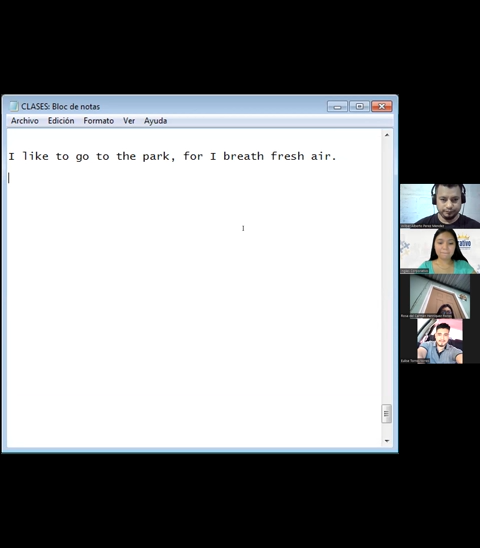 CLASES: Bloc de notas
Archivo Edición Formato Ver Ayuda
I like to go to the park, for I breath fresh air.